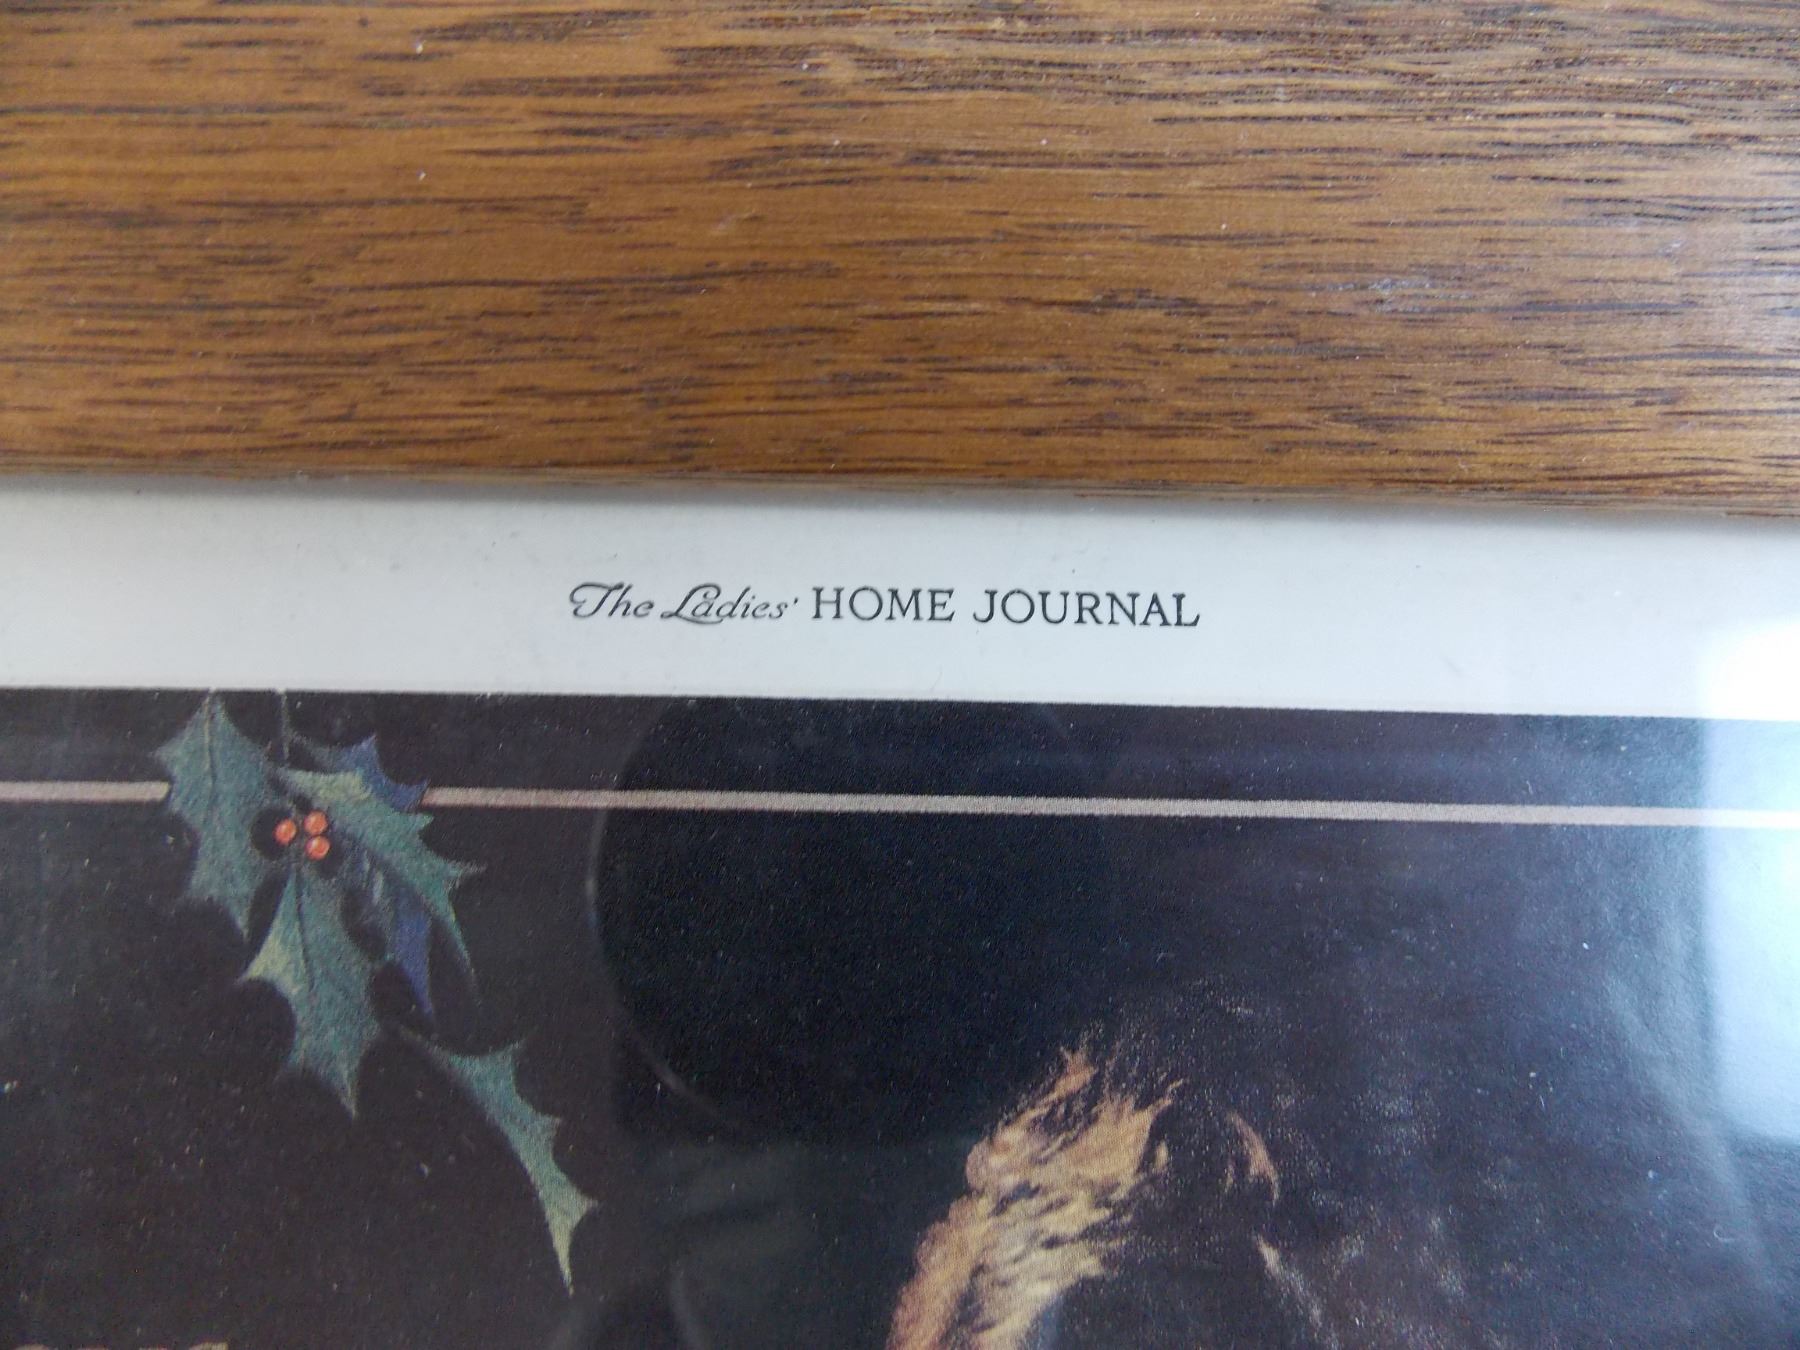 The Ladies' HOME JOURNAL